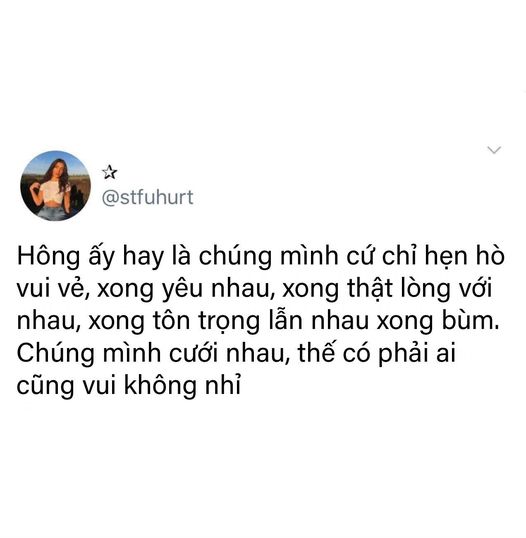 ☆
@stfuhurt
Hông ấy hay là chúng mình cứ chỉ hẹn hò
vui vẻ, xong yêu nhau, xong thật lòng với
nhau, xong tôn trọng lẫn nhau xong bùm.
Chúng mình cưới nhau, thế có phải ai
cũng vui không nhỉ